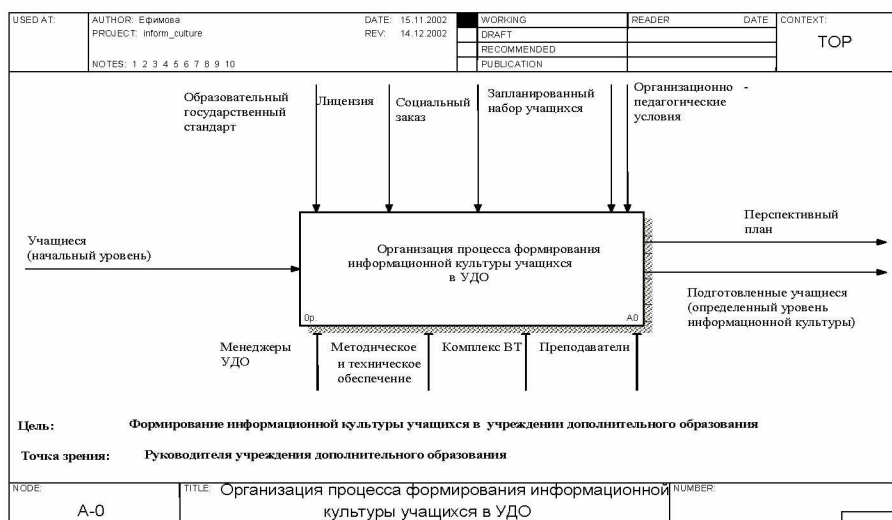 USED AT:
AUTHOR: Ефимова
DATE: 15.11.2002
WORKING
READER
DATE
CONTEXT:
PROJECT: inform_culture
REV: 14.12.2002
DRAFT
TOP
RECOMMENDED
NOTES: 1 2 3 4 5 6 7 8 9 10
PUBLICATION
Образовательный
государственный
стандарт
Лицензия
Социальный
заказ
Запланированный
набор учащихся
Организационно -
педагогические
условия
Учащиеся
(начальный уровень)
Организация процесса формирования
информационной культуры учащихся
в УДО
0р.
A0
Перспективный
план
Подготовленные учащиеся
(определенный уровень
информационной культуры)
Менеджеры
УДО
Методическое
и техническое
обеспечение
Комплекс ВТ
Преподаватели
Цель: Формирование информационной культуры учащихся в учреждении дополнительного образования
Точка зрения: Руководителя учреждения дополнительного образования
NODE:
A-0
TITLE: Организация процесса формирования информационной
культуры учащихся в УДО
NUMBER: